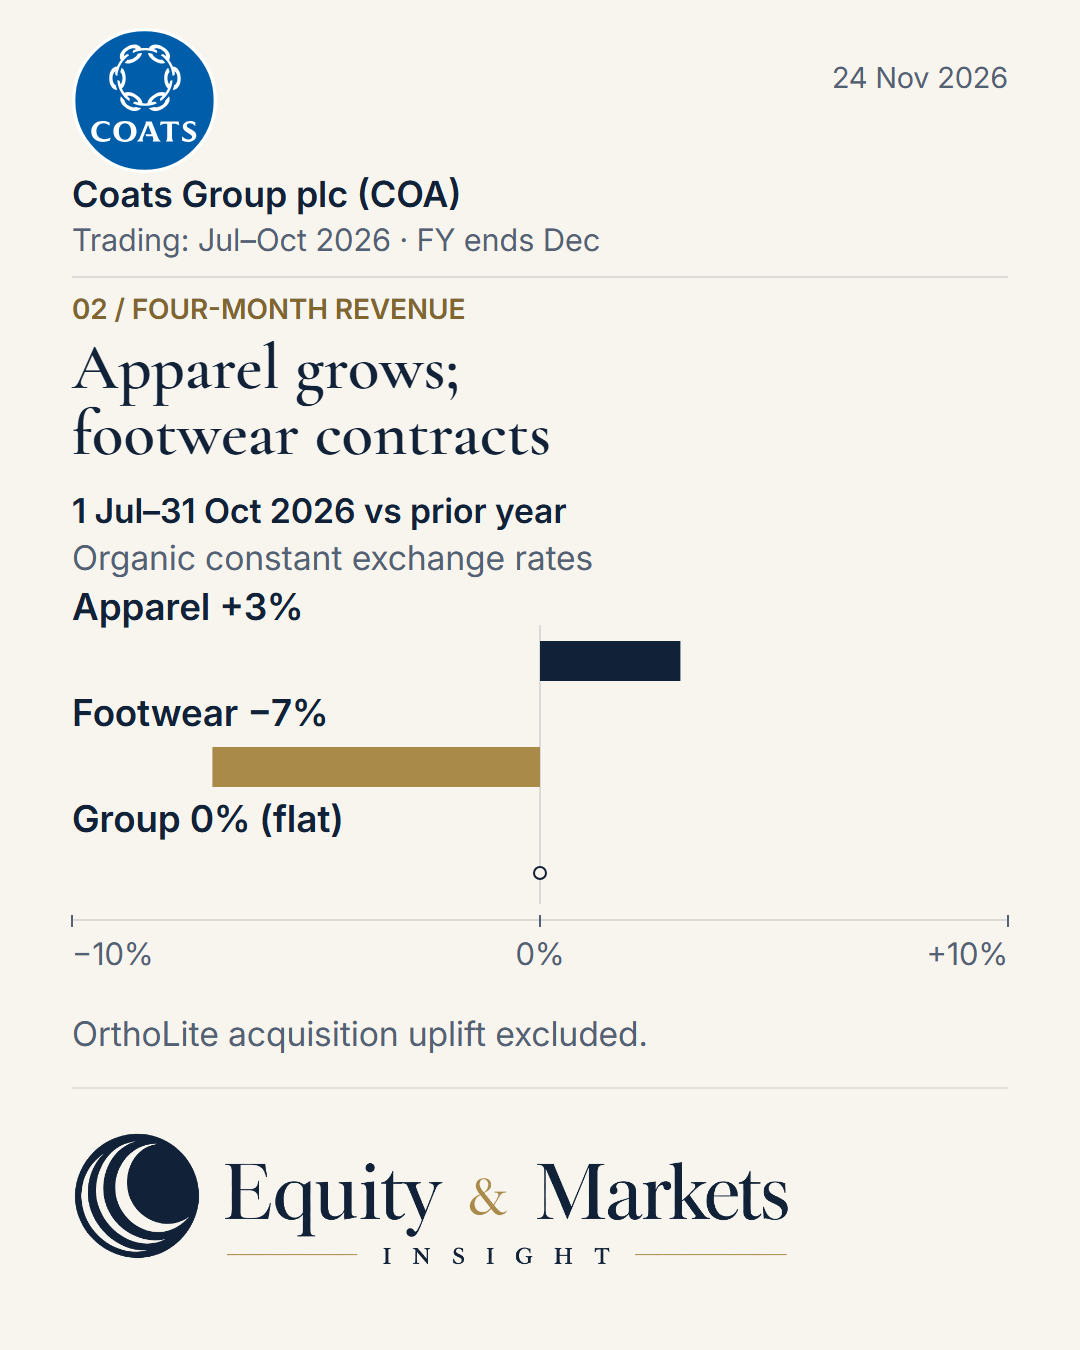 COATS
24 Nov 2026
Coats Group plc (COA)
Trading: Jul–Oct 2026 · FY ends Dec
02 / FOUR-MONTH REVENUE
Apparel grows;
footwear contracts
1 Jul–31 Oct 2026 vs prior year
Organic constant exchange rates
Apparel +3%
Footwear −7%
Group 0% (flat)
−10% 0% +10%
OrthoLite acquisition uplift excluded.
Equity & Markets
INSIGHT